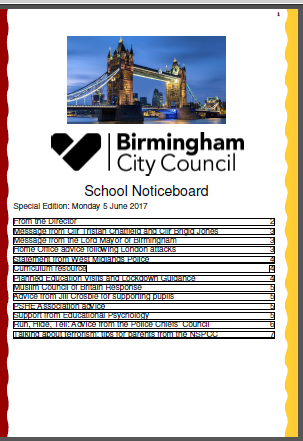 1
Birmingham
City Council
School Noticeboard
Special Edition: Monday 5 June 2017
From the Director 2
Message from Cllr Tristan Chatfield and Cllr Brigid Jones 3
Message from the Lord Mayor of Birmingham 3
Home Office advice following London attacks 3
Statement from West Midlands Police 4
Curriculum resource 4
Planned Education Visits and Lockdown Guidance 4
Muslim Council of Britain Response 5
Advice from Jill Crosbie for supporting pupils 5
PSHE Association advice 5
Support from Educational Psychology 5
Run, Hide, Tell: Advice from the Police Chiefs' Council 6
Talking about terrorism: tips for parents from the NSPCC 7